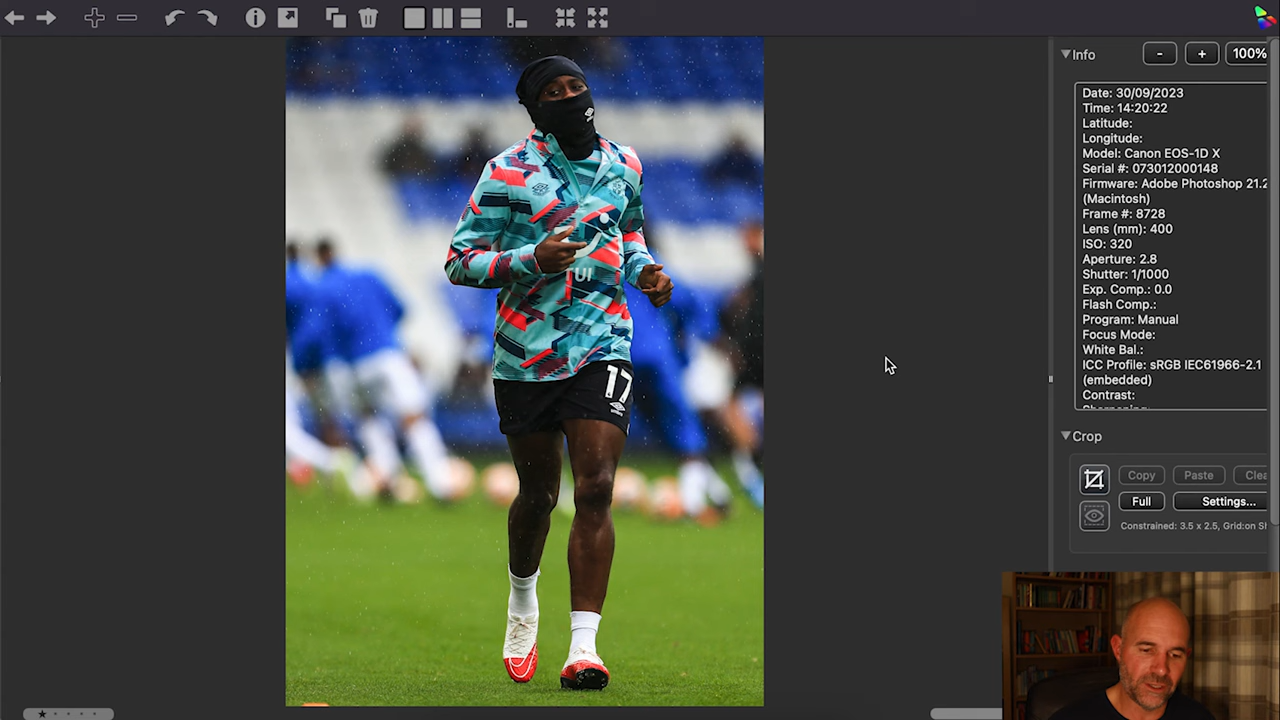 Info
-
+
100%
Date: 30/09/2023
Time: 14:20:22
Latitude:
Longitude:
Model: Canon EOS-1D X
Serial #: 073012000148
Firmware: Adobe Photoshop 21.2
(Macintosh)
Frame #: 8728
Lens (mm): 400
ISO: 320
Aperture: 2.8
Shutter: 1/1000
Exp. Comp.: 0.0
Flash Comp.:
Program: Manual
Focus Mode:
White Bal.:
ICC Profile: sRGB IEC61966-2.1
(embedded)
Contrast:
Crop
Copy
Paste
Clea
Full
Settings...
Constrained: 3.5 x 2.5, Grid:on Sh
TUI
17